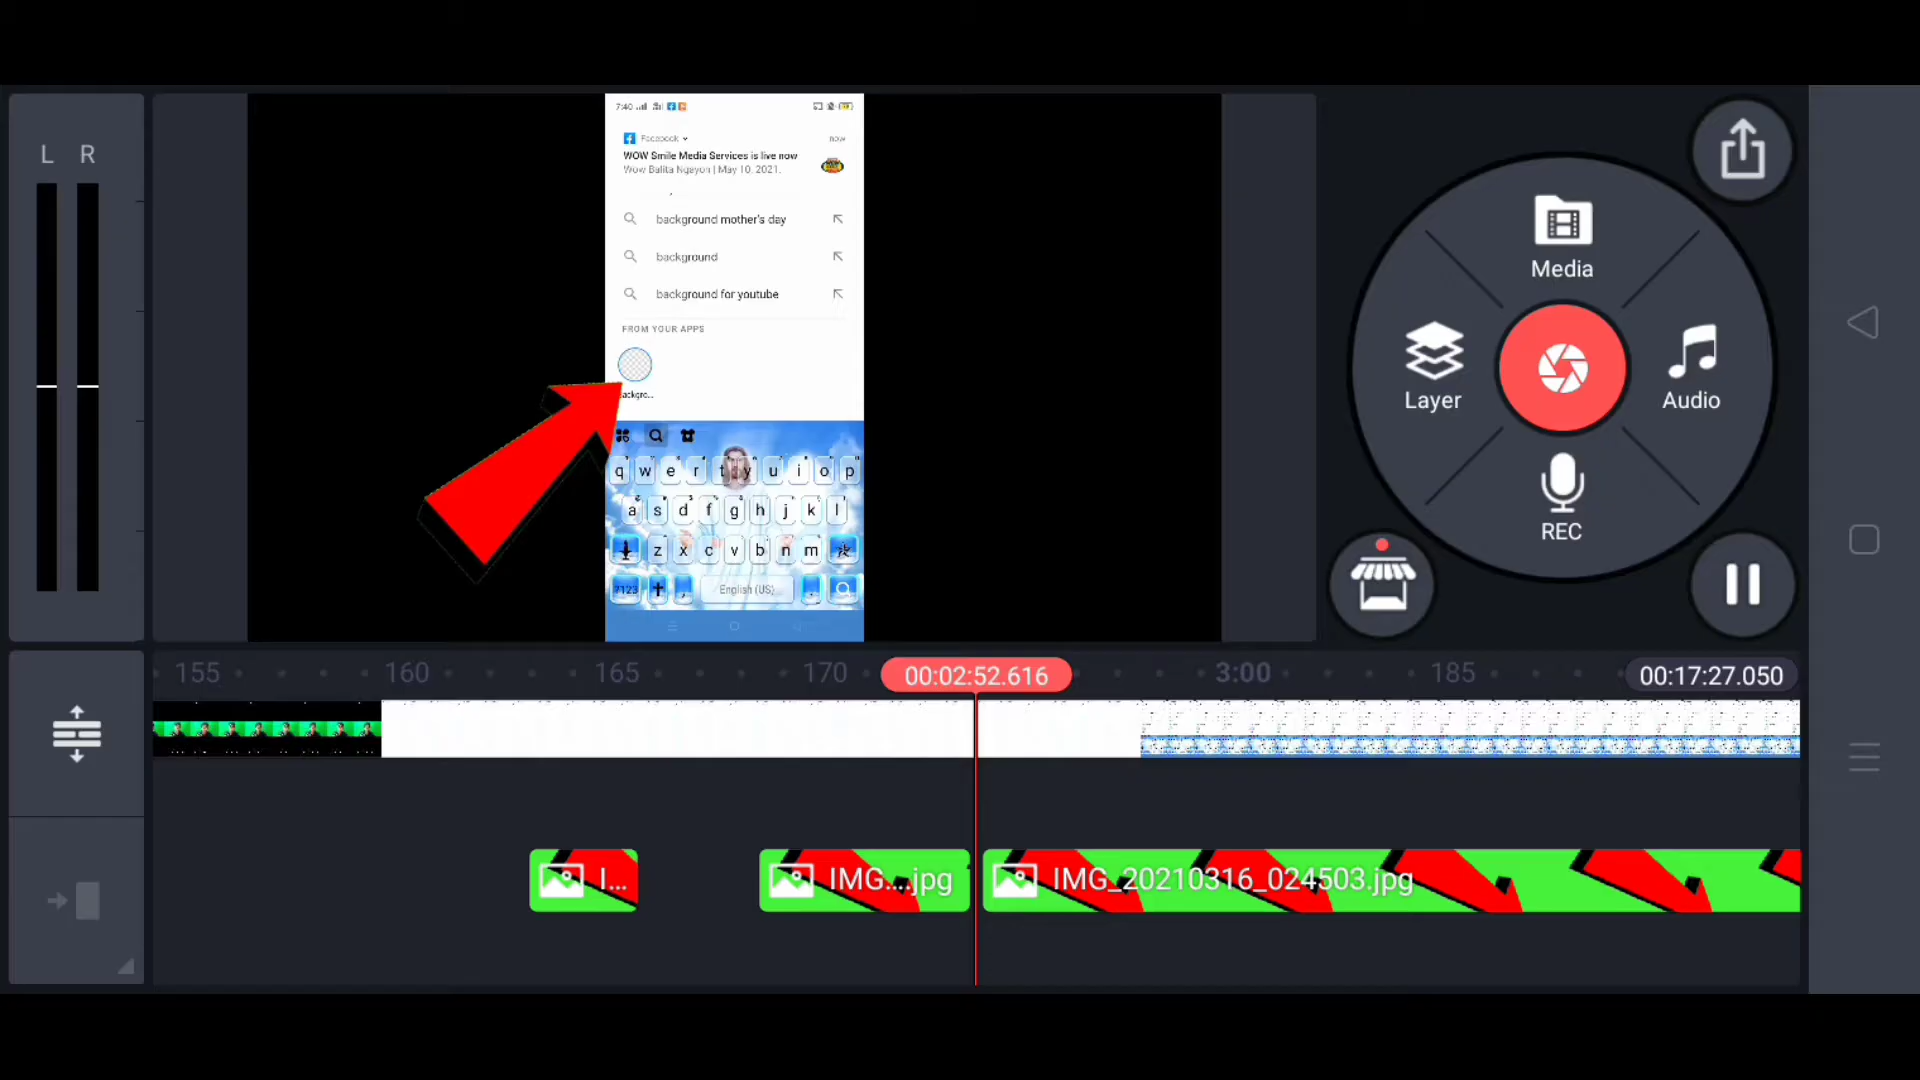 L R
7:40
Facebook now
WOW Smile Media Services is live now
Wow Balita Ngayon | May 10, 2021.
background mother's day
background
background for youtube
FROM YOUR APPS
ackgro...
q w e r t y u i o p
a s d f g h j k l
z x c v b n m
?123 , English (US) .
Media
Layer
Audio
REC
155 160 165 170 00:02:52.616 3:00 185 00:17:27.050
I... IMG....jpg IMG_20210316_024503.jpg